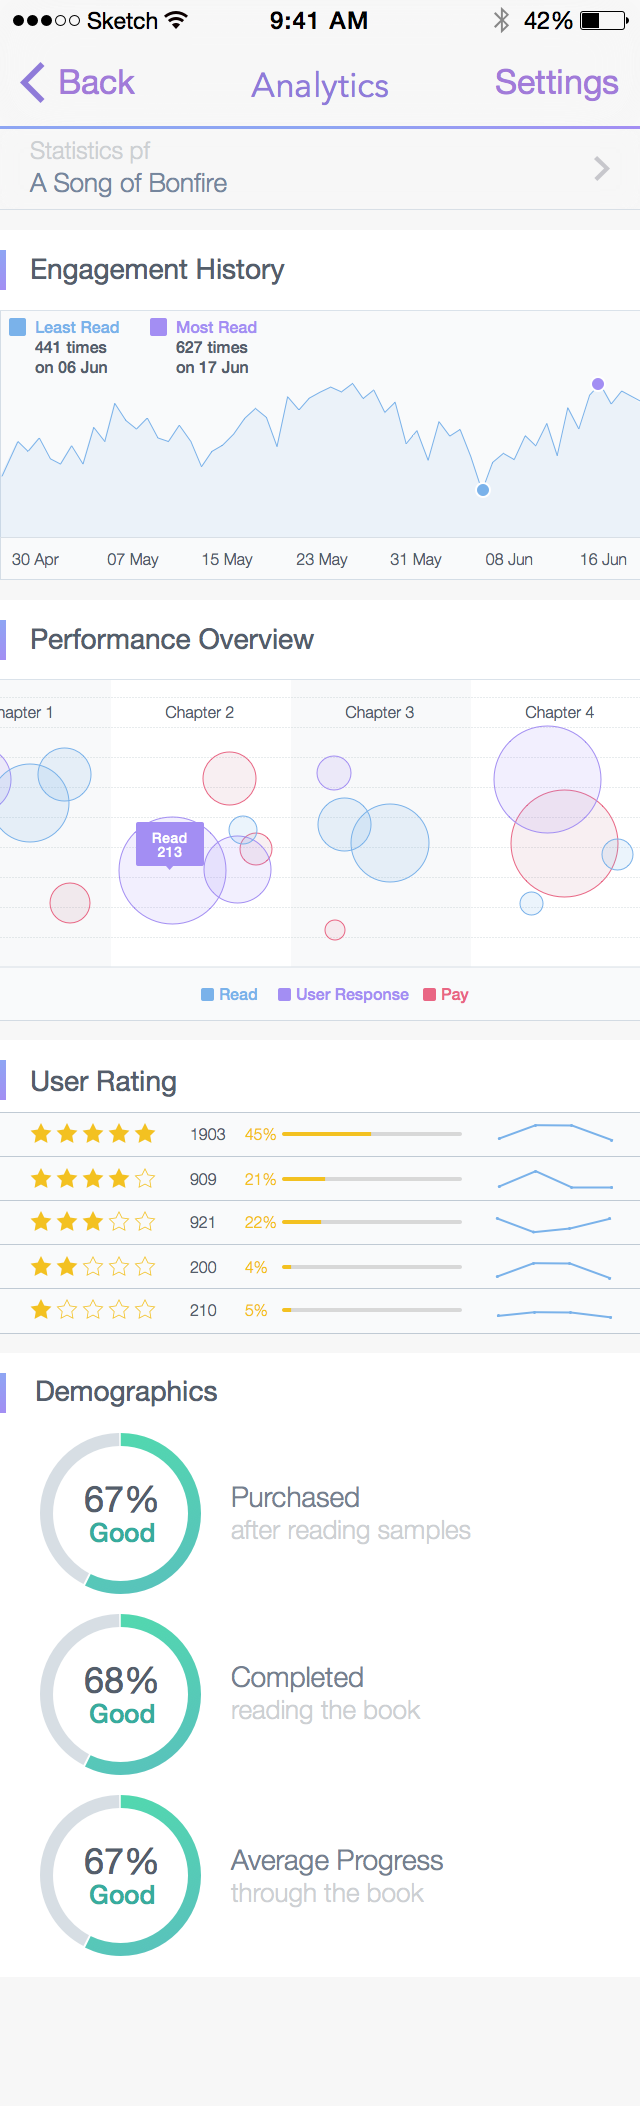 Sketch 9:41 AM 42%
Back Analytics Settings
Statistics pf
A Song of Bonfire
Engagement History
Least Read Most Read
441 times 627 times
on 06 Jun on 17 Jun
30 Apr 07 May 15 May 23 May 31 May 08 Jun 16 Jun
Performance Overview
hapter 1 Chapter 2 Chapter 3 Chapter 4
Read
213
Read User Response Pay
User Rating
1903 45%
909 21%
921 22%
200 4%
210 5%
Demographics
67%
Good
Purchased
after reading samples
68%
Good
Completed
reading the book
67%
Good
Average Progress
through the book